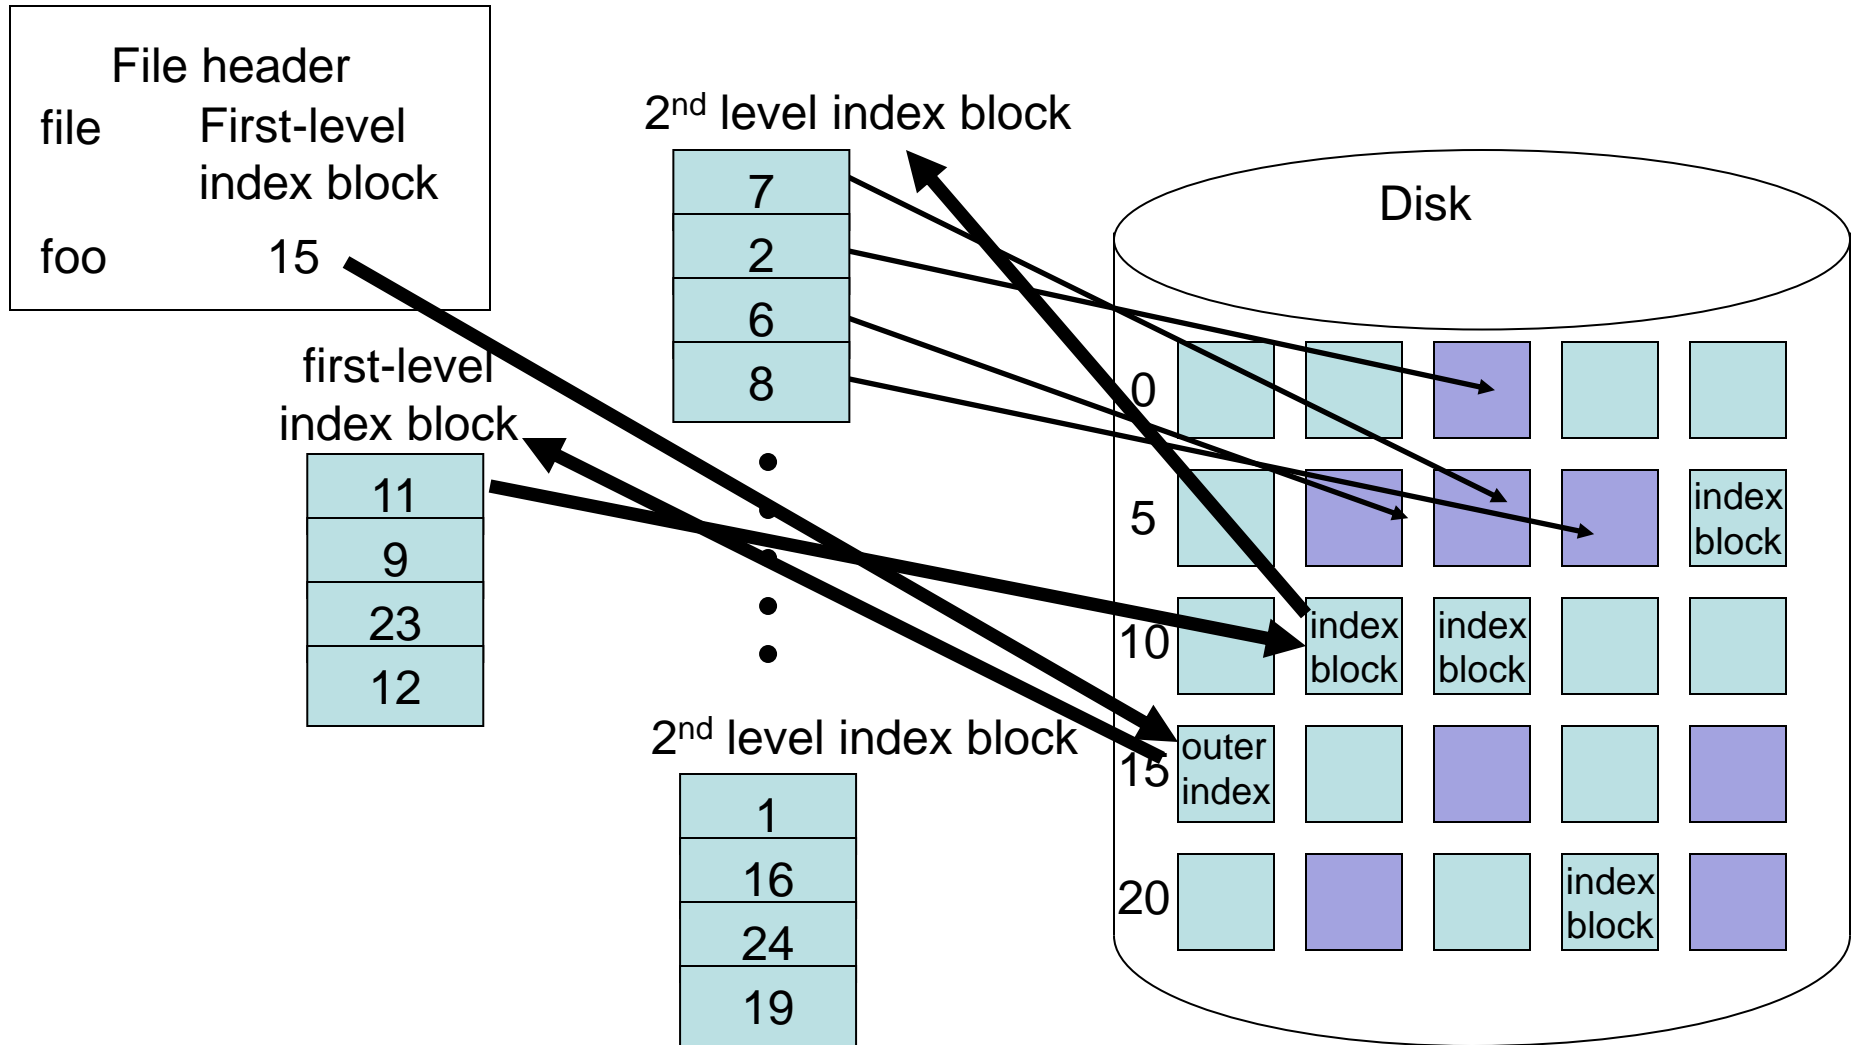 File header
file
First-level
index block
foo
15
first-level
index block
11
9
23
12
2nd level index block
7
2
6
8
2nd level index block
1
16
24
19
Disk
0
5
index
block
10
index
block
index
block
15
outer
index
20
index
block